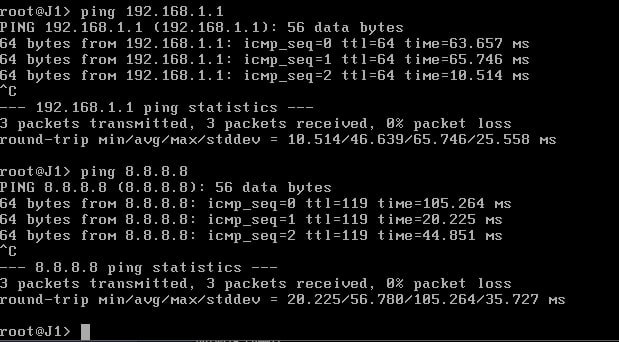 root@J1> ping 192.168.1.1
PING 192.168.1.1 (192.168.1.1): 56 data bytes
64 bytes from 192.168.1.1: icmp_seq=0 ttl=64 time=63.657 ms
64 bytes from 192.168.1.1: icmp_seq=1 ttl=64 time=65.746 ms
64 bytes from 192.168.1.1: icmp_seq=2 ttl=64 time=10.514 ms
^C
--- 192.168.1.1 ping statistics ---
3 packets transmitted, 3 packets received, 0% packet loss
round-trip min/avg/max/stddev = 10.514/46.639/65.746/25.558 ms
root@J1> ping 8.8.8.8
PING 8.8.8.8 (8.8.8.8): 56 data bytes
64 bytes from 8.8.8.8: icmp_seq=0 ttl=119 time=105.264 ms
64 bytes from 8.8.8.8: icmp_seq=1 ttl=119 time=20.225 ms
64 bytes from 8.8.8.8: icmp_seq=2 ttl=119 time=44.851 ms
^C
--- 8.8.8.8 ping statistics ---
3 packets transmitted, 3 packets received, 0% packet loss
round-trip min/avg/max/stddev = 20.225/56.780/105.264/35.727 ms
root@J1>